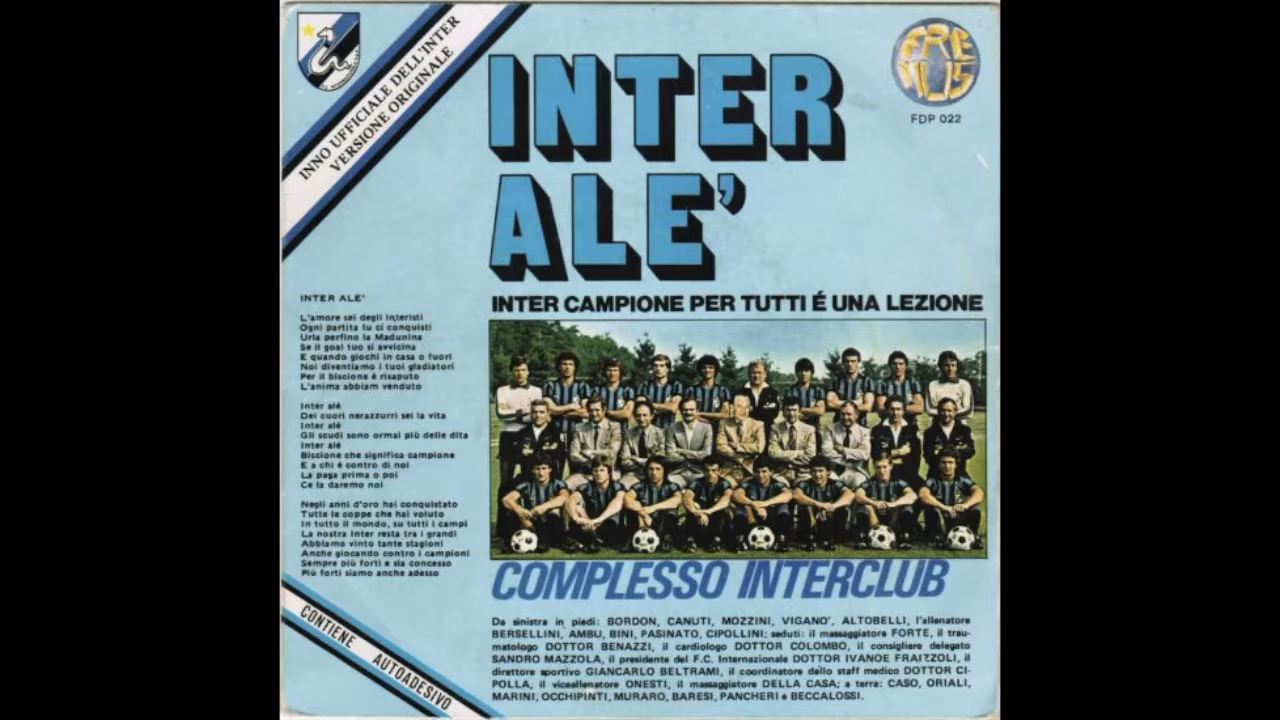 INNO UFFICIALE DELL'INTER
VERSIONE ORIGINALE
FREMUS
FDP 022
INTER
ALE'
INTER CAMPIONE PER TUTTI É UNA LEZIONE
INTER ALE'
L'amore sei degli interisti
Ogni partita tu ci conquisti
Urla perfino la Madunina
Se il goal tuo si avvicina
E quando giochi in casa o fuori
Noi diventiamo i tuoi gladiatori
Per il biscione è risaputo
L'anima abbiam venduto
Inter alè
Dei cuori nerazzurri sei la vita
Inter alè
Gli scudi sono ormai più delle dita
Inter alè
Biscione che significa campione
E a chi è contro di noi
La paga prima o poi
Ce la daremo noi
Negli anni d'oro hai conquistato
Tutte le coppe che hai voluto
In tutto il mondo, su tutti i campi
La nostra Inter resta tra i grandi
Abbiamo vinto tante stagioni
Anche giocando contro i campioni
Sempre più forti e sia concesso
Più forti siamo anche adesso
CONTIENE AUTOADESIVO
COMPLESSO INTERCLUB
Da sinistra in piedi: BORDON, CANUTI, MOZZINI, VIGANO', ALTOBELLI, l'allenatore
BERSELLINI, AMBU, BINI, PASINATO, CIPOLLINI; seduti: il massaggiatore FORTE, il trau-
matologo DOTTOR BENAZZI, il cardiologo DOTTOR COLOMBO, il consigliare delegato
SANDRO MAZZOLA, il presidente del F.C. Internazionale DOTTOR IVANOE FRAIZZOLI, il
direttore sportivo GIANCARLO BELTRAMI, il coordinatore dello staff medico DOTTOR CI-
POLLA, il viceallenatore ONESTI, il massaggiatore DELLA CASA; a terra: CASO, ORIALI,
MARINI, OCCHIPINTI, MURARO, BARESI, PANCHERI e BECCALOSSI.